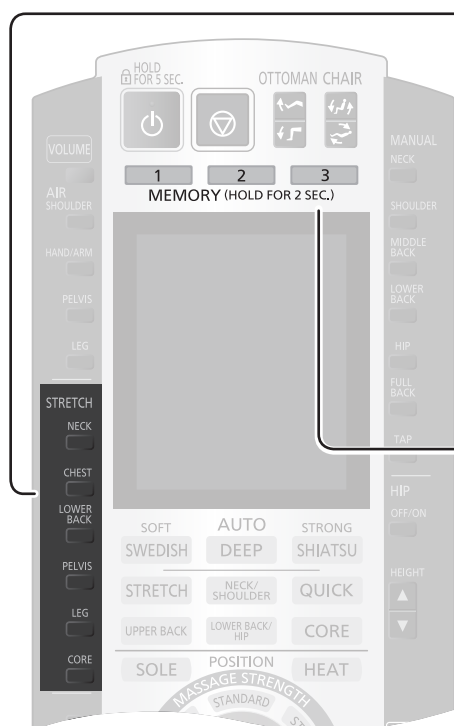 HOLD
FOR 5 SEC.
OTTOMAN CHAIR
1 2 3
MEMORY (HOLD FOR 2 SEC.)
VOLUME
AIR
SHOULDER
HAND/ARM
PELVIS
LEG
STRETCH
NECK
CHEST
LOWER
BACK
PELVIS
LEG
CORE
SOFT AUTO STRONG
SWEDISH DEEP SHIATSU
STRETCH NECK/
SHOULDER QUICK
UPPER BACK LOWER BACK/
HIP CORE
SOLE POSITION HEAT
MASSAGE STRENGTH
STANDARD
MANUAL
NECK
SHOULDER
MIDDLE
BACK
LOWER
BACK
HIP
FULL
BACK
TAP
HIP
OFF/ON
HEIGHT